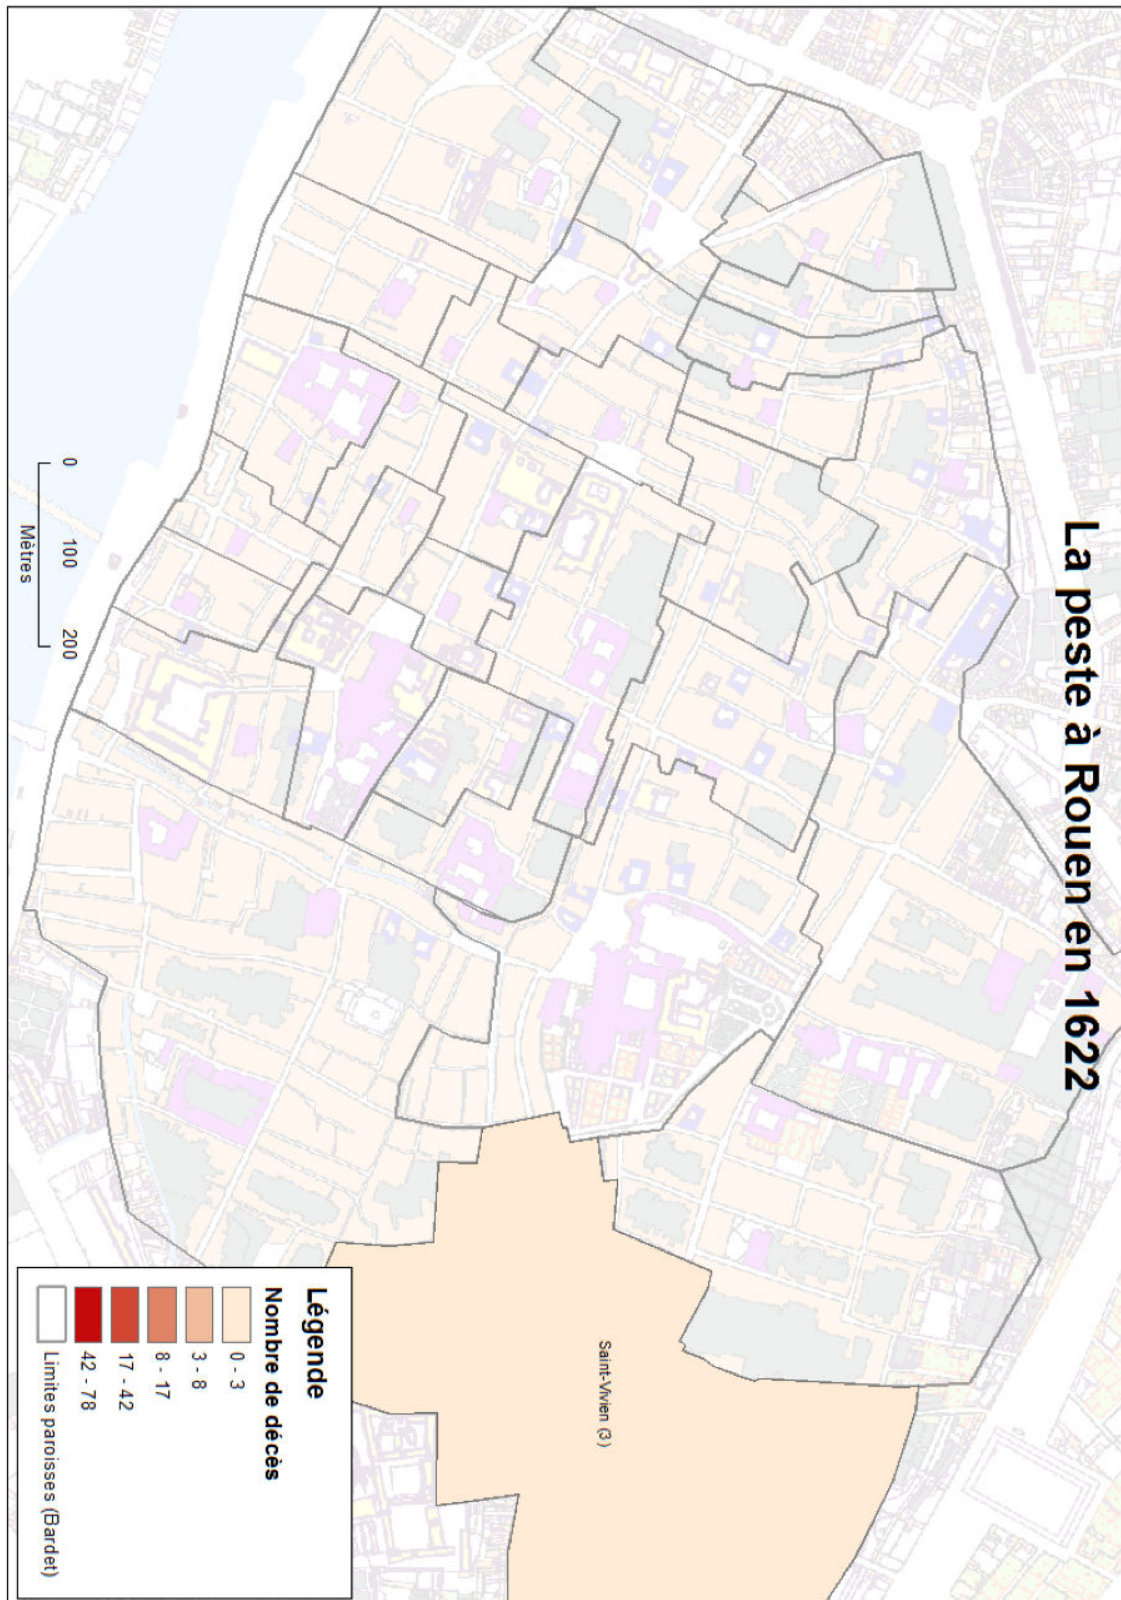 La peste à Rouen en 1622
Saint-Vivien (3)
0 100 200
Mètres
Légende
Nombre de décès
0 - 3
3 - 8
8 - 17
17 - 42
42 - 78
Limites paroisses (Bardet)